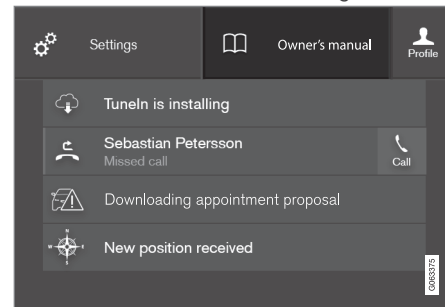 Settings
Owner's manual
Profile
TuneIn is installing
Sebastian Petersson
Missed call
Call
Downloading appointment proposal
N
W
E
S
New position received
G063375